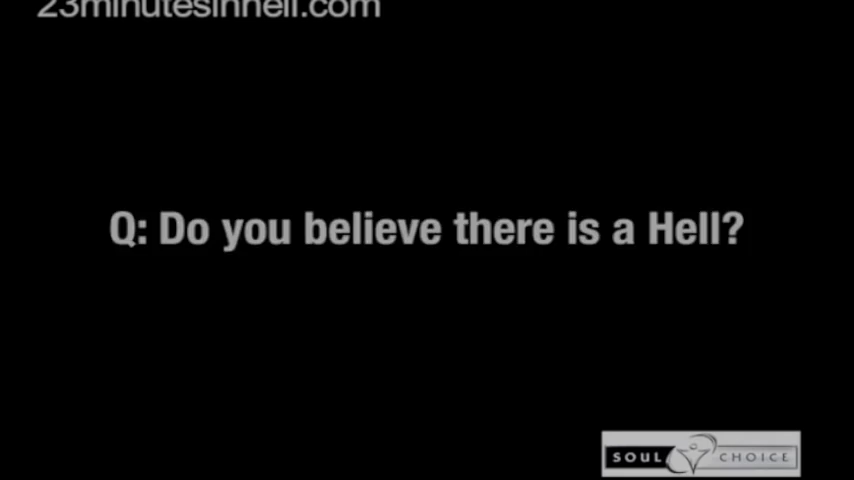 23minutesinhell.com
Q: Do you believe there is a Hell?
SOUL CHOICE